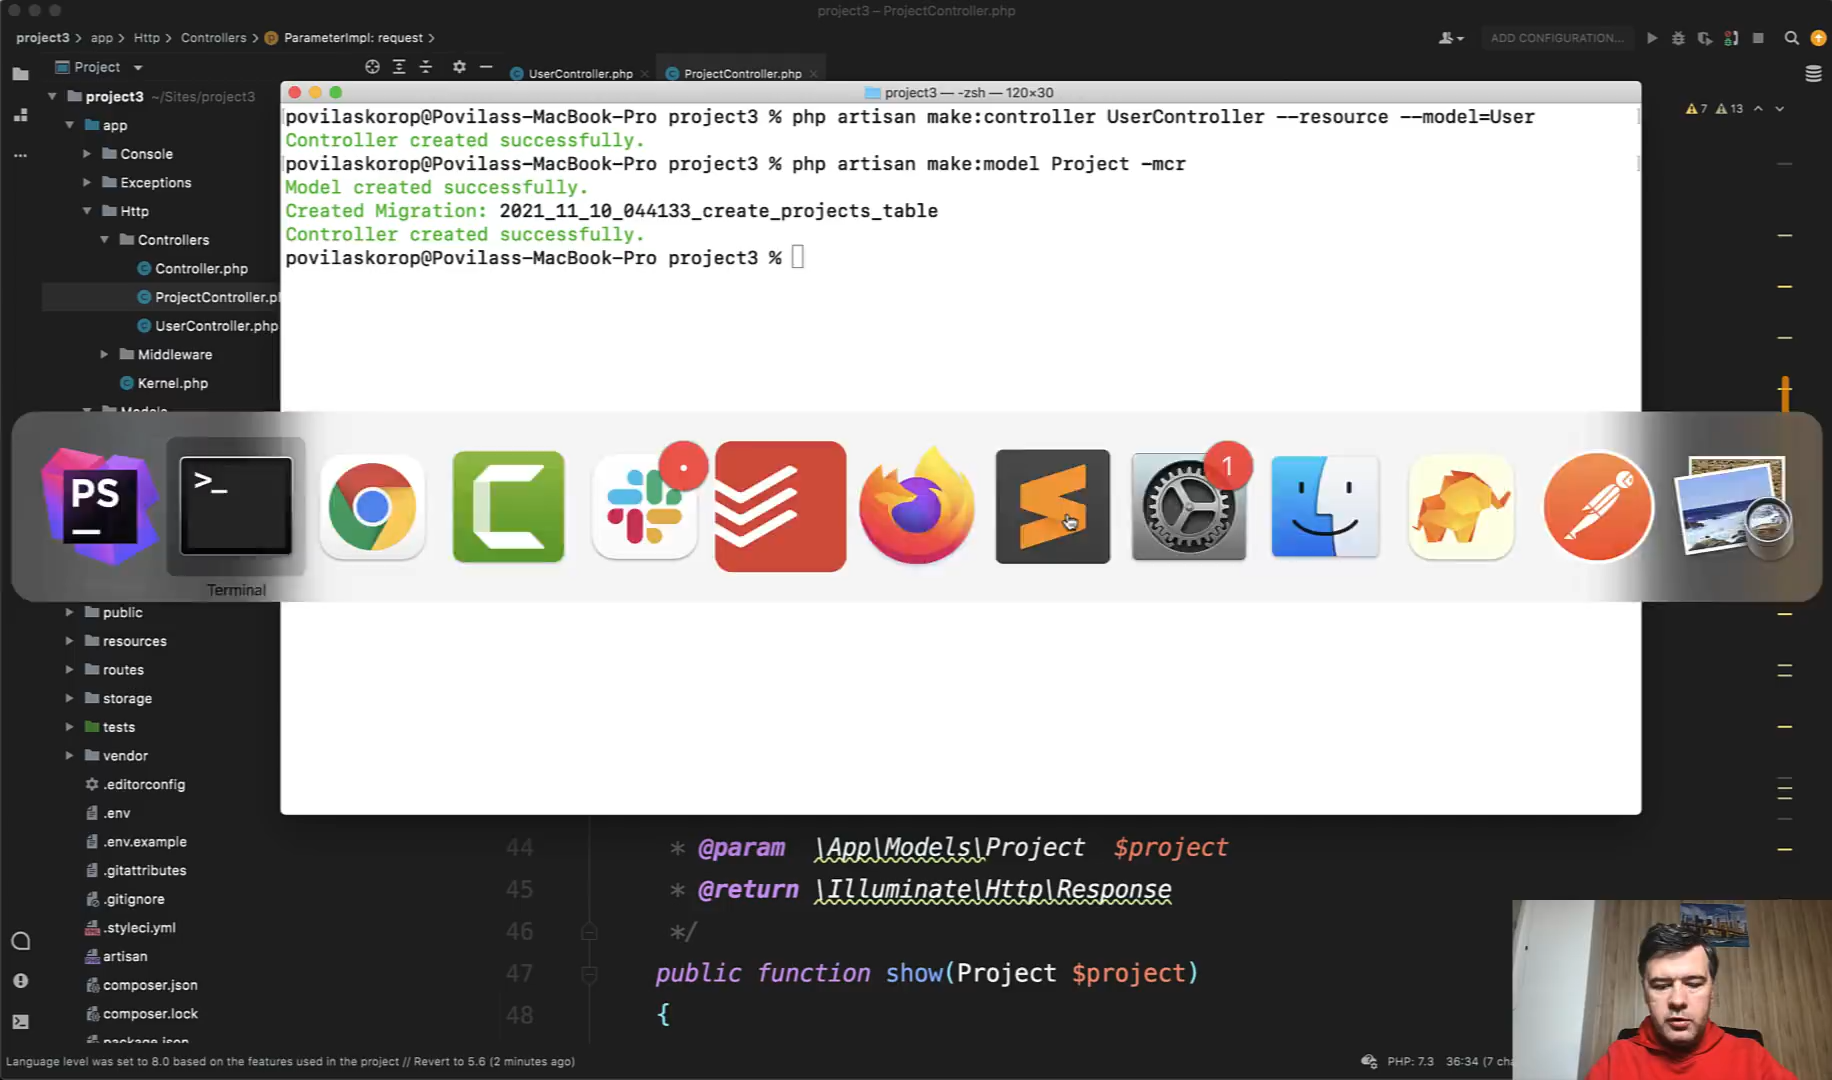 project3 – ProjectController.php
project3 > app > Http > Controllers > ParameterImpl: request >
ADD CONFIGURATION...
Project
UserController.php
ProjectController.php
project3 ~/Sites/project3
app
Console
Exceptions
Http
Controllers
Controller.php
ProjectController.p
UserController.php
Middleware
Kernel.php
project3 — -zsh — 120×30
povilaskorop@Povilass-MacBook-Pro project3 % php artisan make:controller UserController --resource --model=User
Controller created successfully.
povilaskorop@Povilass-MacBook-Pro project3 % php artisan make:model Project -mcr
Model created successfully.
Created Migration: 2021_11_10_044133_create_projects_table
Controller created successfully.
povilaskorop@Povilass-MacBook-Pro project3 %
7 13
PS
>_
1
Terminal
public
resources
routes
storage
tests
vendor
.editorconfig
.env
.env.example
.gitattributes
.gitignore
.styleci.yml
artisan
composer.json
composer.lock
package.json
44 * @param \App\Models\Project $project
45 * @return \Illuminate\Http\Response
46 */
47 public function show(Project $project)
48 {
Language level was set to 8.0 based on the features used in the project // Revert to 5.6 (2 minutes ago)
PHP: 7.3 36:34 (7 cha